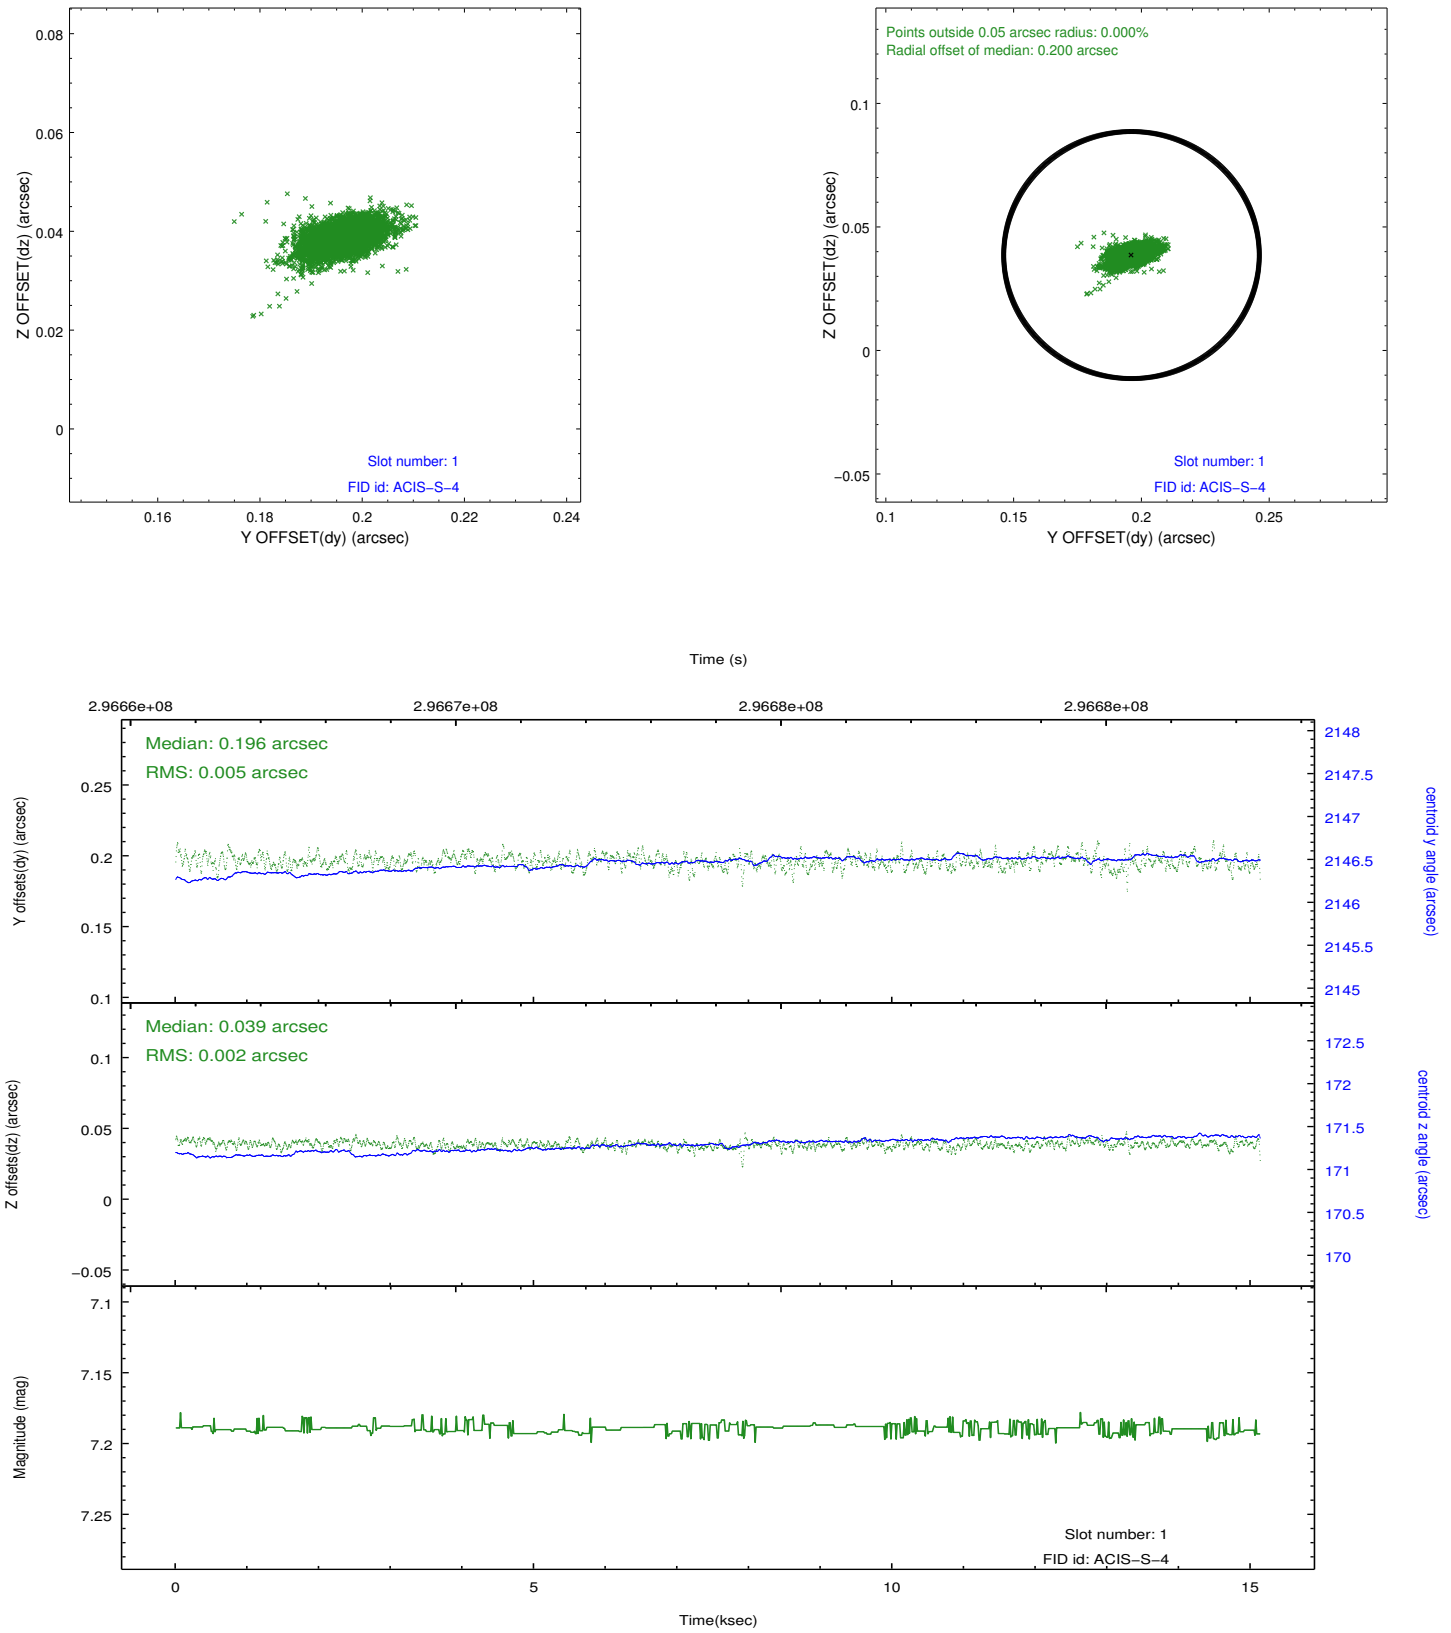 0.08
0.06
0.04
0.02
0
Z OFFSET(dz) (arcsec)
Slot number: 1
FID id: ACIS−S−4
0.16
0.18
0.2
0.22
0.24
Y OFFSET(dy) (arcsec)
Points outside 0.05 arcsec radius: 0.000%
Radial offset of median: 0.200 arcsec
0.1
0.05
0
−0.05
Z OFFSET(dz) (arcsec)
Slot number: 1
FID id: ACIS−S−4
0.1
0.15
0.2
0.25
Y OFFSET(dy) (arcsec)
Time (s)
2.9666e+08
2.9667e+08
2.9668e+08
2.9668e+08
Median: 0.196 arcsec
RMS: 0.005 arcsec
0.25
0.2
0.15
0.1
Y offsets(dy) (arcsec)
2148
2147.5
2147
2146.5
2146
2145.5
2145
centroid y angle (arcsec)
Median: 0.039 arcsec
RMS: 0.002 arcsec
0.1
0.05
0
−0.05
Z offsets(dz) (arcsec)
172.5
172
171.5
171
170.5
170
centroid z angle (arcsec)
7.1
7.15
7.2
7.25
Magnitude (mag)
Slot number: 1
FID id: ACIS−S−4
0
5
10
15
Time(ksec)